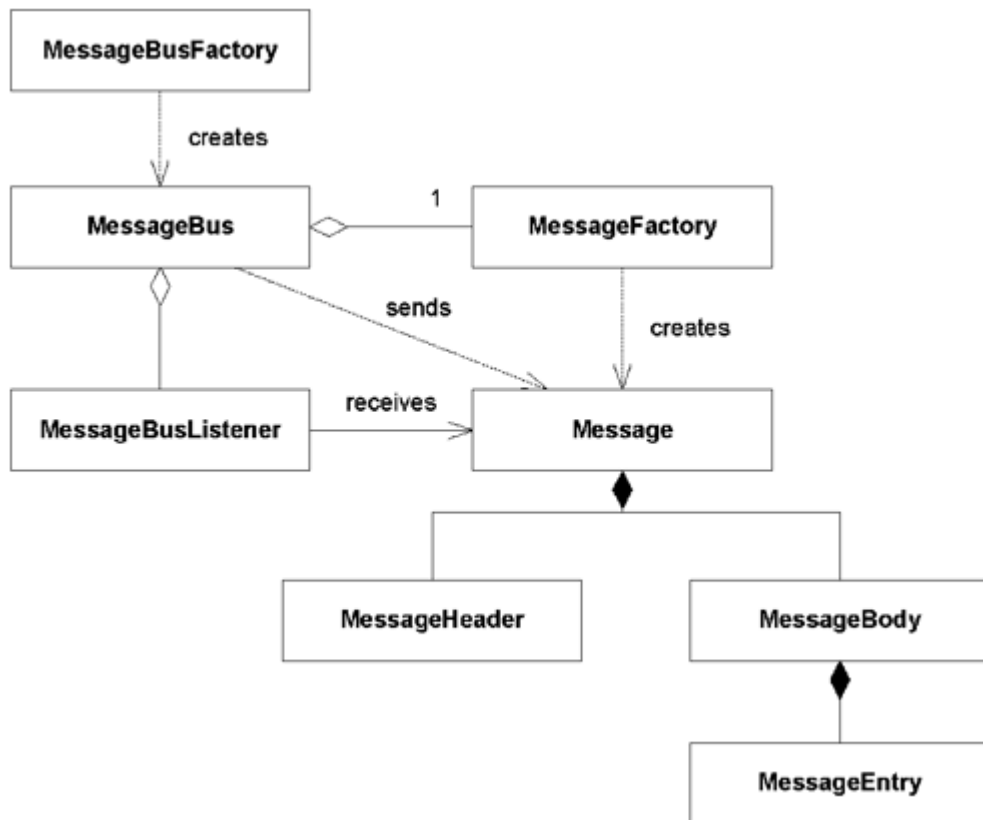 MessageBusFactory
creates
MessageBus
1
MessageFactory
sends
creates
MessageBusListener
receives
Message
MessageHeader
MessageBody
MessageEntry